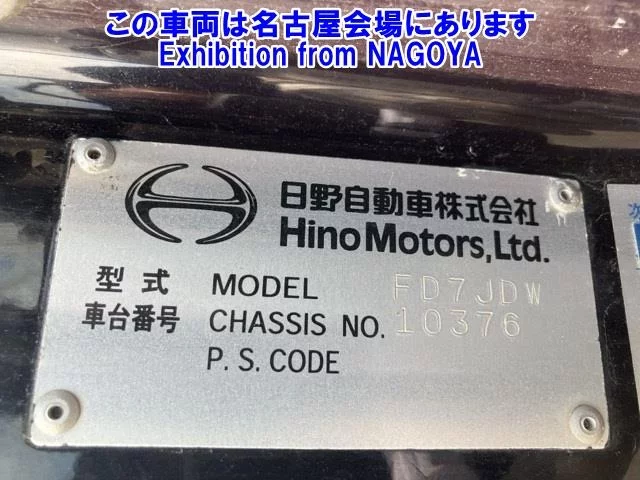 この車両は名古屋会場にあります
Exhibition from NAGOYA
日野自動車株式会社
Hino Motors, Ltd.
型式 MODEL FD7JDW
車台番号 CHASSIS NO. 10376
P. S. CODE
次